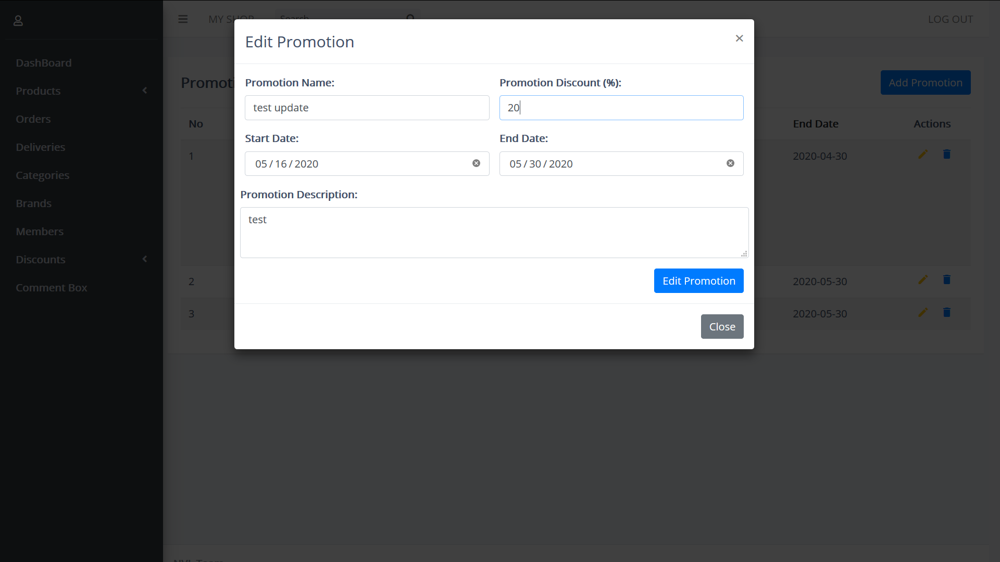 MY SHOP
Search
LOG OUT
DashBoard
Products
Orders
Deliveries
Categories
Brands
Members
Discounts
Comment Box
Edit Promotion
×
Promotion Name:
Promotion Discount (%):
test update
20
Start Date:
End Date:
05 / 16 / 2020
05 / 30 / 2020
Promotion Description:
test
Edit Promotion
Close
Promoti
Add Promotion
No
End Date
Actions
1
2020-04-30
2
2020-05-30
3
2020-05-30